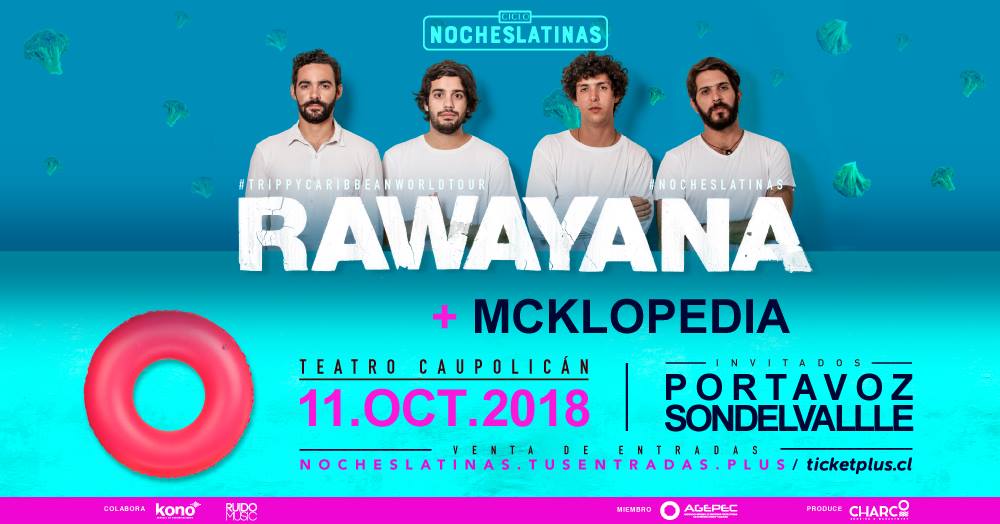 CICLO
NOCHESLATINAS
#TRIPPYCARIBBEANWORLDTOUR
#NOCHESLATINAS
RAWAYANA
+ MCKLOPEDIA
TEATRO CAUPOLICÁN
11.OCT.2018
INVITADOS
PORTAVOZ
SONDELVALLLE
VENTA DE ENTRADAS
NOCHESLATINAS.TUSENTRADAS.PLUS / ticketplus.cl
COLABORA
kono
RUIDO
MUSIC
MIEMBRO
AGEPEC
PRODUCE
CHARCO